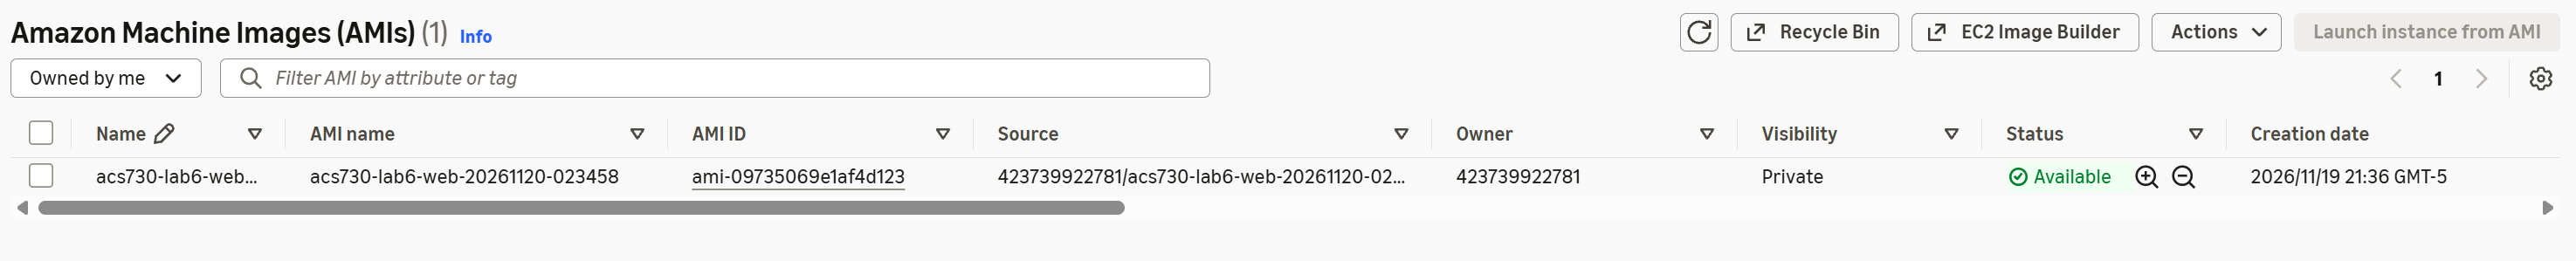 Amazon Machine Images (AMIs) (1) Info Recycle Bin EC2 Image Builder Actions Launch instance from AMI
Owned by me Filter AMI by attribute or tag 1
Name AMI name AMI ID Source Owner Visibility Status Creation date
acs730-lab6-web... acs730-lab6-web-20261120-023458 ami-09735069e1af4d123 423739922781/acs730-lab6-web-20261120-02... 423739922781 Private Available 2026/11/19 21:36 GMT-5